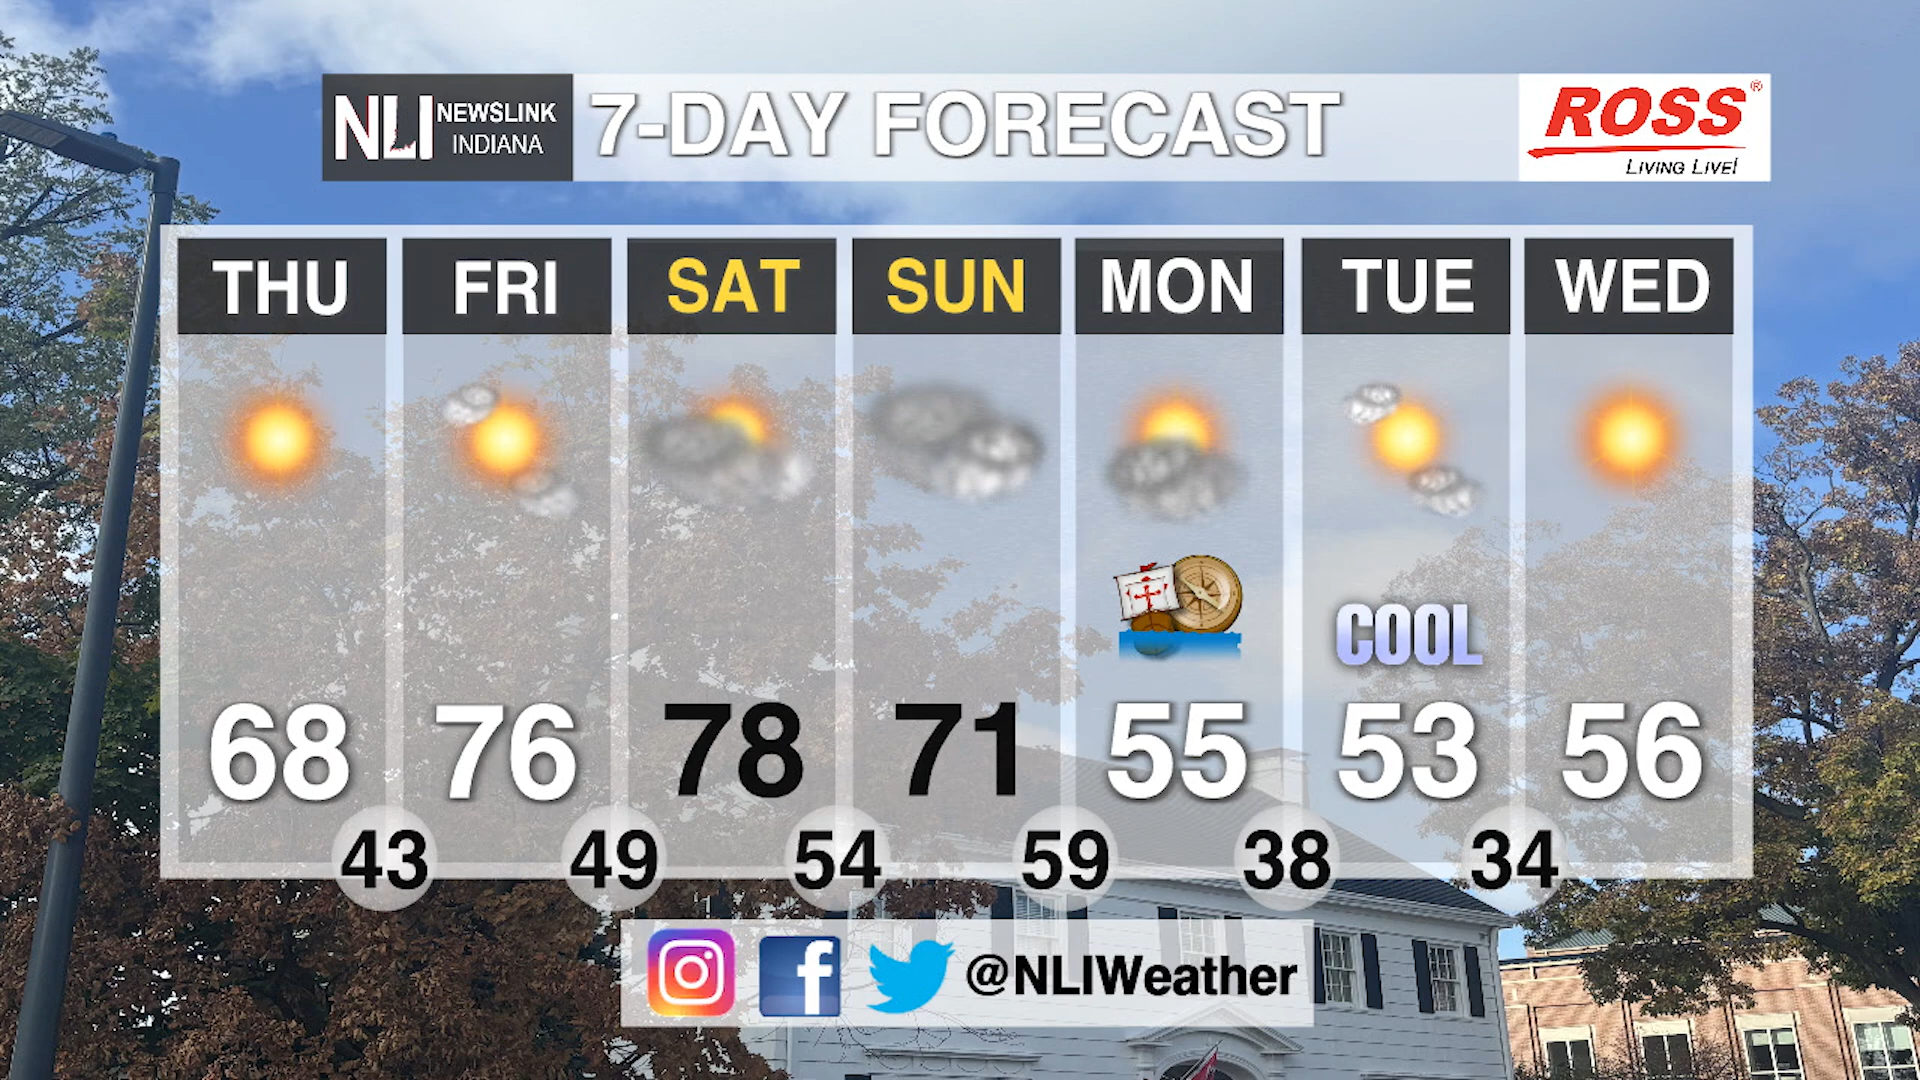 NLI NEWSLINK INDIANA
7-DAY FORECAST
ROSS®
LIVING LIVE!
THU FRI SAT SUN MON TUE WED
COOL
68 76 78 71 55 53 56
43 49 54 59 38 34
@NLIWeather